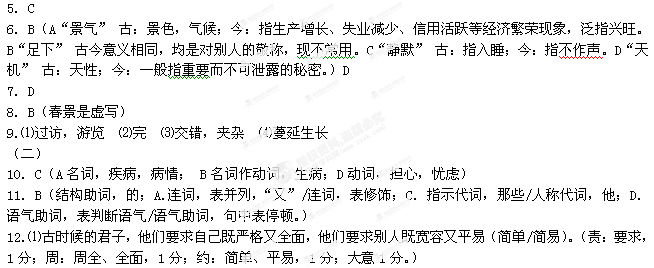 5. C
6. B（A“景气” 古：景色，气候；今：指生产增长、失业减少、信用活跃等经济繁荣现象，泛指兴旺。
B“足下” 古今意义相同，均是对别人的敬称，现不常用。C“静默” 古：指入睡；今：指不作声。D“天
机” 古：天性；今：一般指重要而不可泄露的秘密。）D
7. D
8. B（春景是虚写）
9.⑴过访，游览 ⑵完 ⑶交错，夹杂 ⑷蔓延生长
（二）
10. C（A名词，疾病，病情； B名词作动词，生病；D动词，担心，忧虑）
11. B（结构助词，的；A.连词，表并列，“又”/连词，表修饰；C. 指示代词，那些/人称代词，他；D.
语气助词，表判断语气/语气助词，句中表停顿。）
12.⑴古时候的君子，他们要求自己既严格又全面，他们要求别人既宽容又平易（简单/简易）。（责：要求，
1分；周：周全、全面，1分；约：简单、平易，1分；大意1分。）